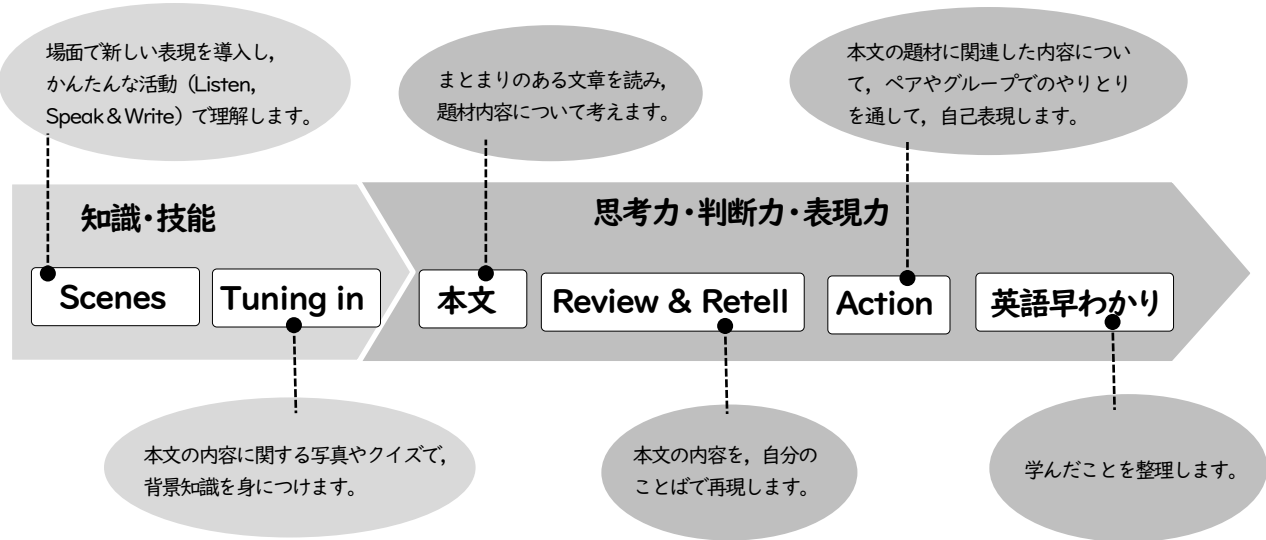 場面で新しい表現を導入し，
かんたんな活動（Listen，
Speak＆Write）で理解します。
まとまりのある文章を読み，
題材内容について考えます。
本文の題材に関連した内容につい
て，ペアやグループでのやりとり
を通して，自己表現します。
知識・技能
思考力・判断力・表現力
Scenes
Tuning in
本文
Review & Retell
Action
英語早わかり
本文の内容に関する写真やクイズで，
背景知識を身につけます。
本文の内容を，自分の
ことばで再現します。
学んだことを整理します。